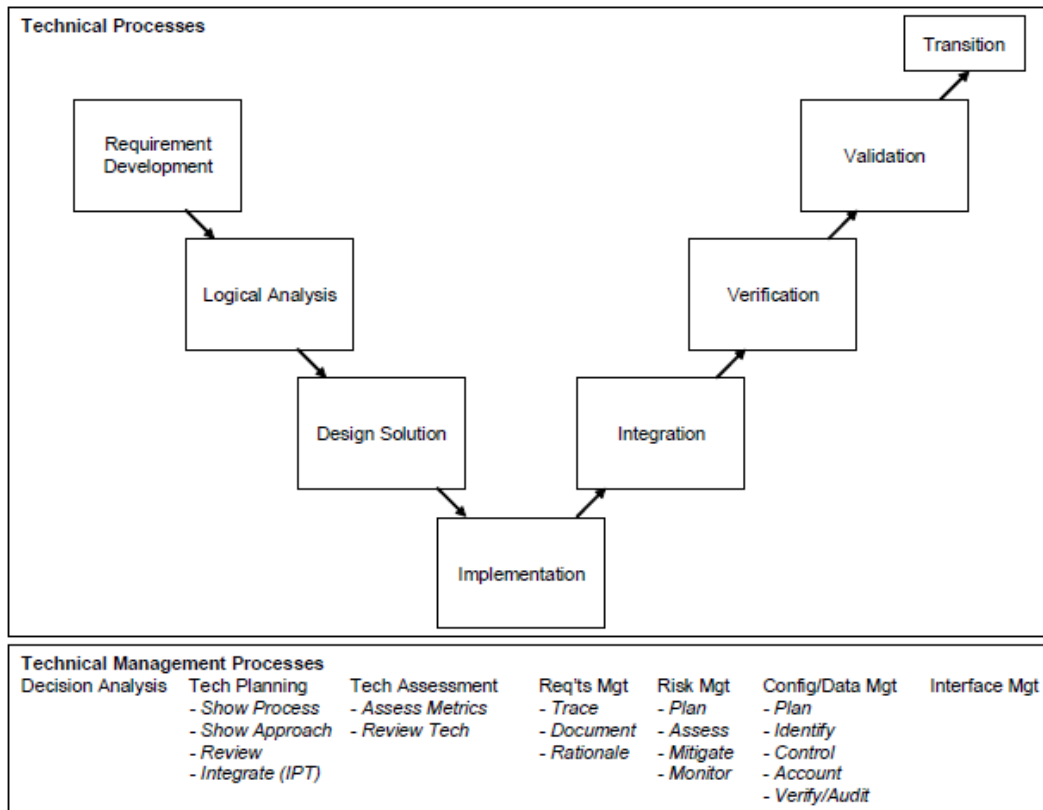 Technical Processes
Transition
Requirement
Development
Validation
Logical Analysis
Verification
Design Solution
Integration
Implementation
Technical Management Processes
Decision Analysis
Tech Planning
- Show Process
- Show Approach
- Review
- Integrate (IPT)
Tech Assessment
- Assess Metrics
- Review Tech
Req'ts Mgt
- Trace
- Document
- Rationale
Risk Mgt
- Plan
- Assess
- Mitigate
- Monitor
Config/Data Mgt
- Plan
- Identify
- Control
- Account
- Verify/Audit
Interface Mgt